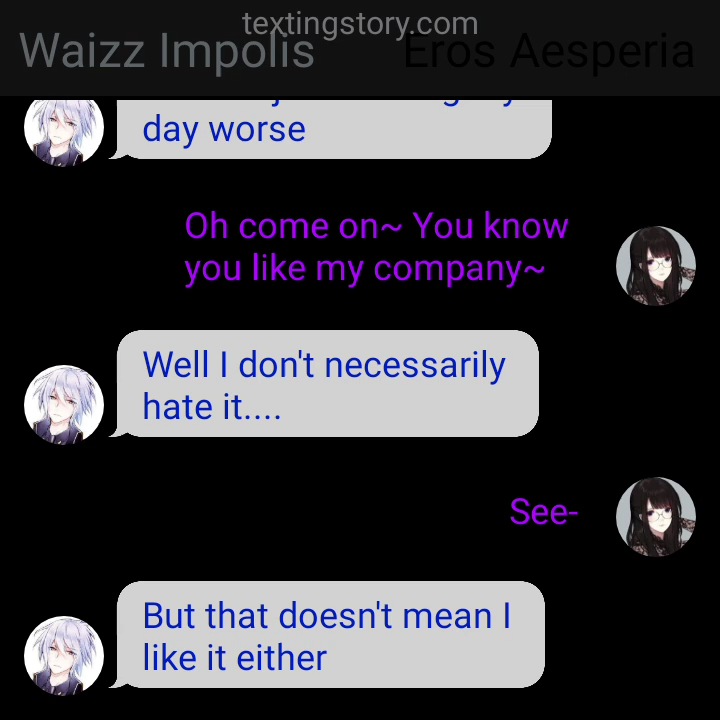 textingstory.com
Waizz Impolis
Eros Aesperia
day worse
Oh come on~ You know
you like my company~
Well I don't necessarily
hate it....
See-
But that doesn't mean I
like it either